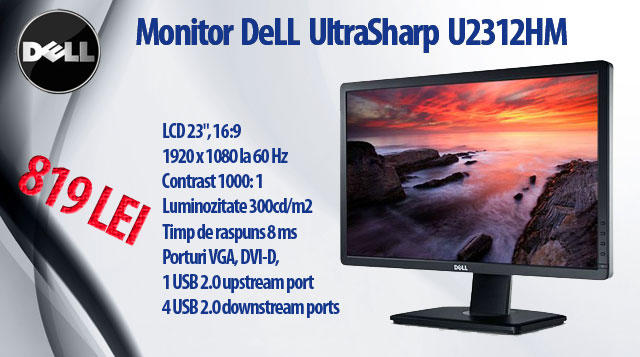 DELL
Monitor DeLL UltraSharp U2312HM
LCD 23", 16:9
1920 x 1080 la 60 Hz
Contrast 1000: 1
Luminozitate 300cd/m2
Timp de raspuns 8 ms
Porturi VGA, DVI-D,
1 USB 2.0 upstream port
4 USB 2.0 downstream ports
819 LEI
DELL